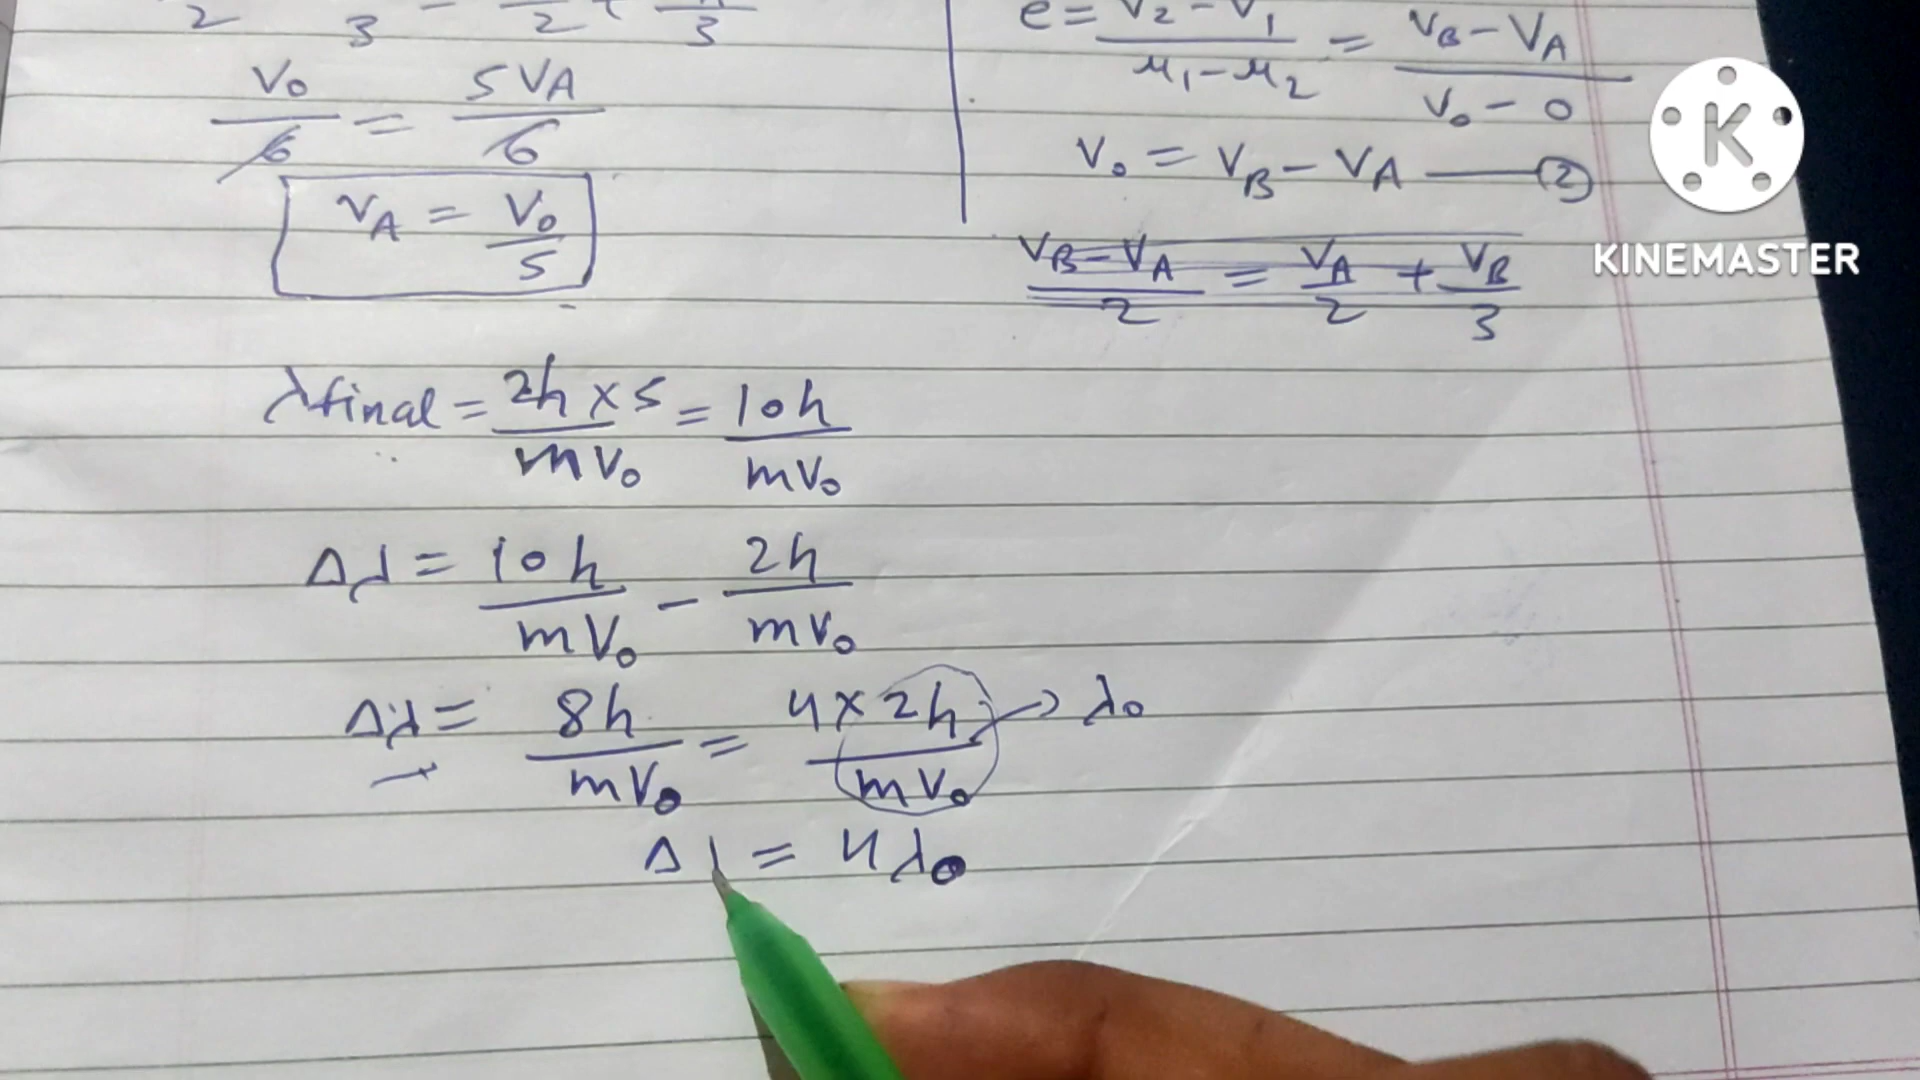 V₀/6 = 5VA/6
vA = V₀/5
e = V₂ - V₁/μ₁ - μ₂ = VB - VA/V₀ - 0
V₀ = VB - VA — (2)
VB - VA/2 = VA/2 + VB/3
λfinal = 2h × 5/mV₀ = 10h/mV₀
Δλ = 10h/mV₀ - 2h/mV₀
Δλ = 8h/mV₀ = 4 × 2h/mV₀ → λ₀
Δλ = 4λ₀
K
KINEMASTER